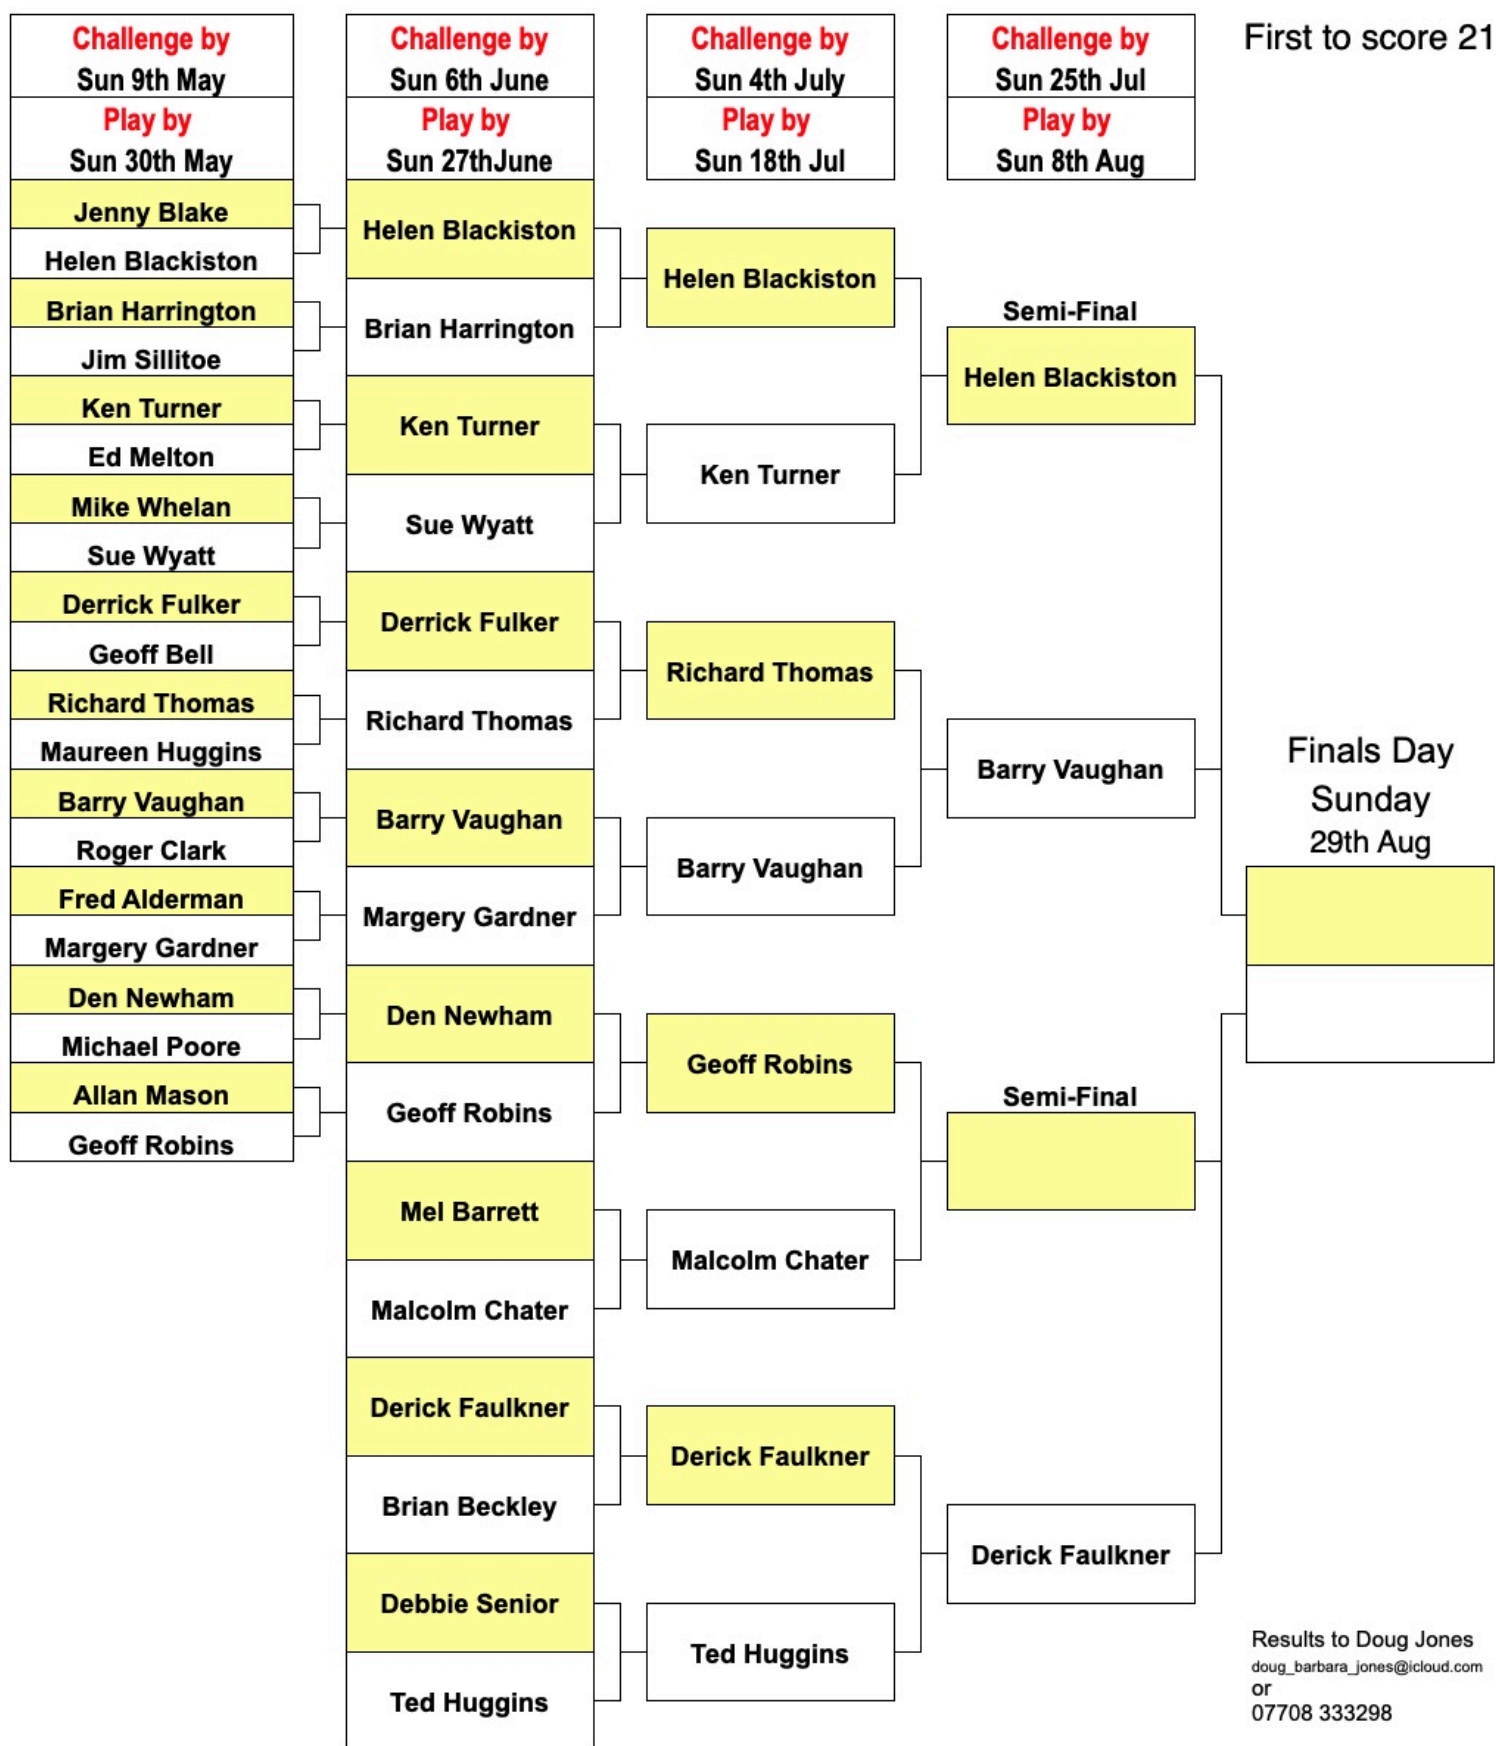 Challenge by
Sun 9th May
Play by
Sun 30th May
Jenny Blake
Helen Blackiston
Brian Harrington
Jim Sillitoe
Ken Turner
Ed Melton
Mike Whelan
Sue Wyatt
Derrick Fulker
Geoff Bell
Richard Thomas
Maureen Huggins
Barry Vaughan
Roger Clark
Fred Alderman
Margery Gardner
Den Newham
Michael Poore
Allan Mason
Geoff Robins
Challenge by
Sun 6th June
Play by
Sun 27thJune
Helen Blackiston
Brian Harrington
Ken Turner
Sue Wyatt
Derrick Fulker
Richard Thomas
Barry Vaughan
Margery Gardner
Den Newham
Geoff Robins
Mel Barrett
Malcolm Chater
Derick Faulkner
Brian Beckley
Debbie Senior
Ted Huggins
Challenge by
Sun 4th July
Play by
Sun 18th Jul
Helen Blackiston
Ken Turner
Richard Thomas
Barry Vaughan
Geoff Robins
Malcolm Chater
Derick Faulkner
Ted Huggins
Challenge by
Sun 25th Jul
Play by
Sun 8th Aug
Semi-Final
Helen Blackiston
Barry Vaughan
Semi-Final
Derick Faulkner
First to score 21
Finals Day
Sunday
29th Aug
Results to Doug Jones
doug_barbara_jones@icloud.com
or
07708 333298